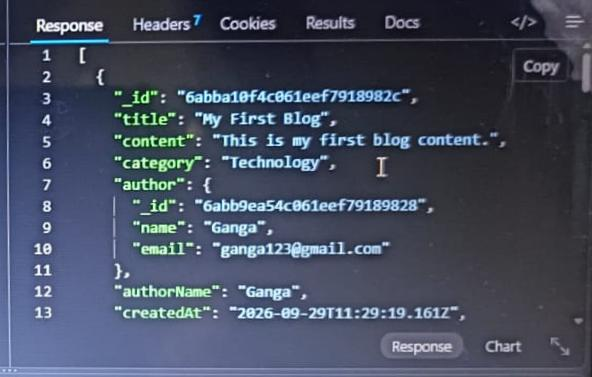 Response Headers 7 Cookies Results Docs </>
Copy
1 [
2 {
3 "_id": "6abba10f4c061eef7918982c",
4 "title": "My First Blog",
5 "content": "This is my first blog content.",
6 "category": "Technology",
7 "author": {
8 "_id": "6abb9ea54c061eef79189828",
9 "name": "Ganga",
10 "email": "ganga123@gmail.com"
11 },
12 "authorName": "Ganga",
13 "createdAt": "2026-09-29T11:29:19.161Z",
Response Chart